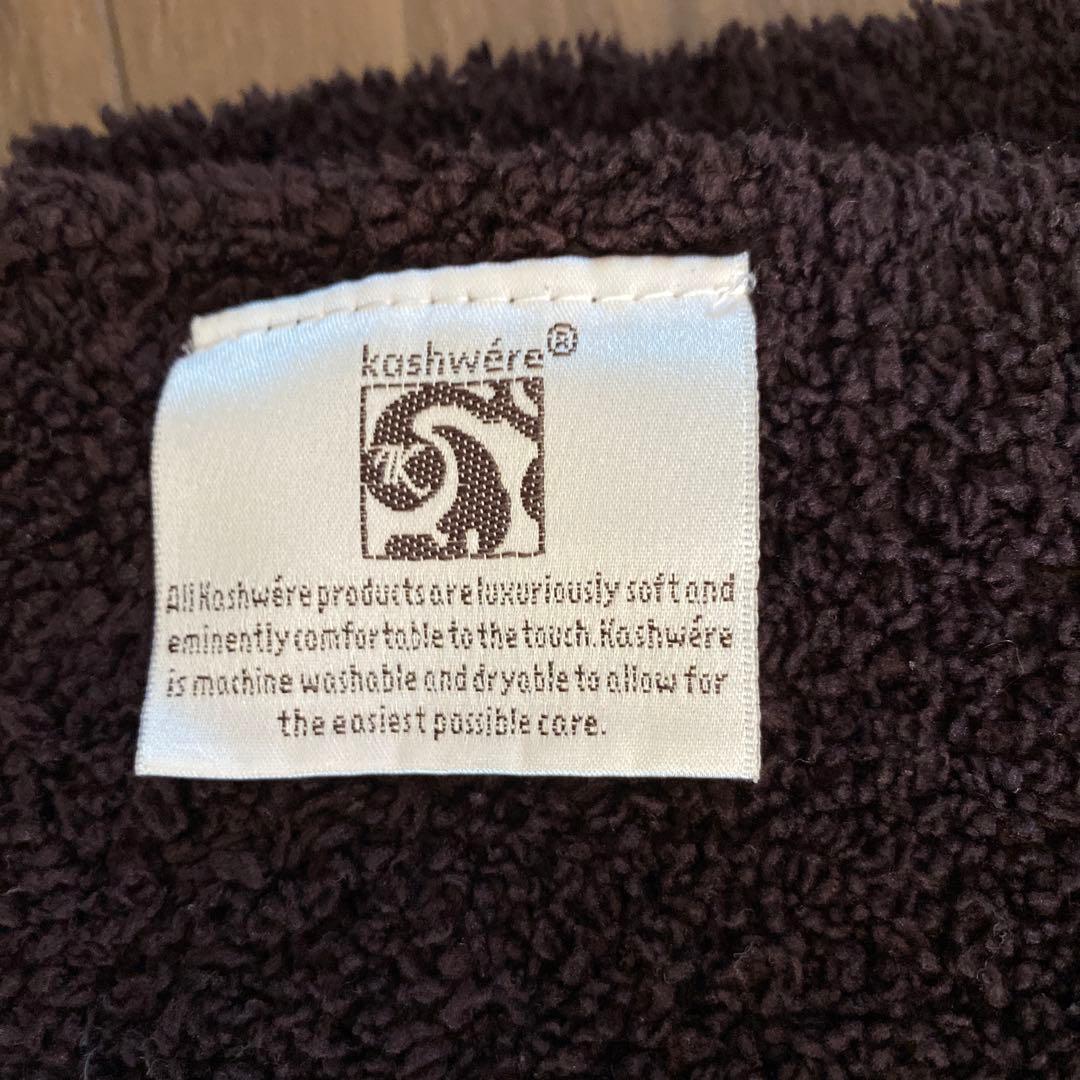 kashwére®
AK
All Kashwére products are luxuriously soft and
eminently comfortable to the touch. Kashwére
is machine washable and dryable to allow for
the easiest possible care.